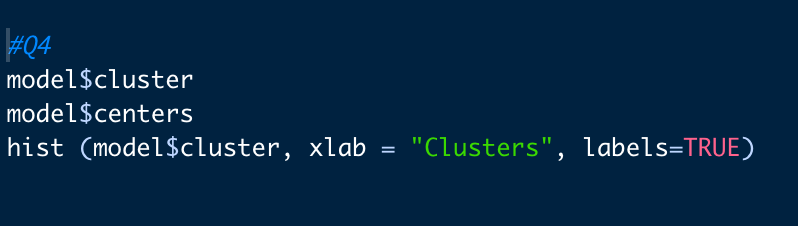 #Q4
model$cluster
model$centers
hist (model$cluster, xlab = "Clusters", labels=TRUE)